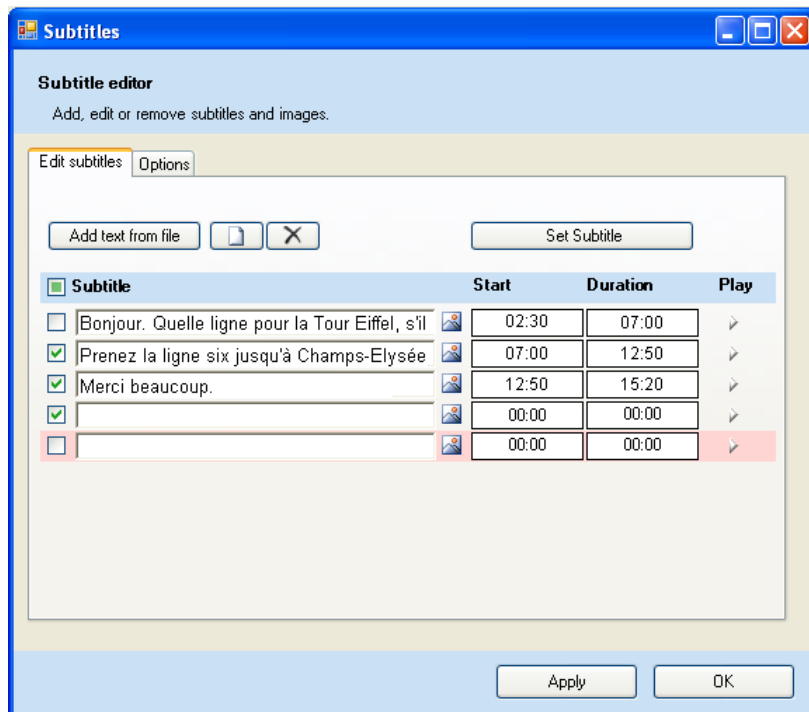 Subtitles
Subtitle editor
Add, edit or remove subtitles and images.
Edit subtitles Options
Add text from file Set Subtitle
Subtitle Start Duration Play
Bonjour. Quelle ligne pour la Tour Eiffel, s'il 02:30 07:00
Prenez la ligne six jusqu'à Champs-Elysée 07:00 12:50
Merci beaucoup. 12:50 15:20
00:00 00:00
00:00 00:00
Apply OK